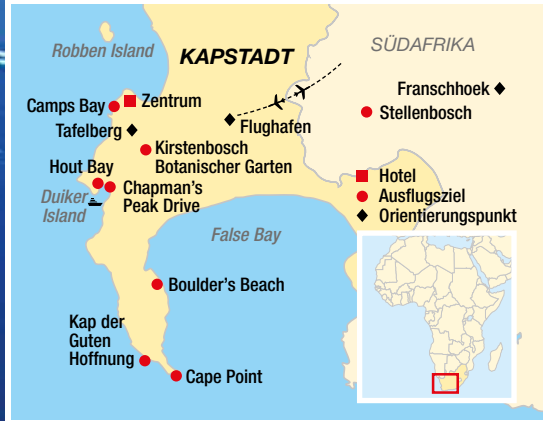 Robben Island
KAPSTADT
SÜDAFRIKA
Franschhoek
Camps Bay
Zentrum
Stellenbosch
Tafelberg
Flughafen
Kirstenbosch
Botanischer Garten
Hout Bay
Chapman's
Peak Drive
Duiker
Island
Hotel
Ausflugsziel
Orientierungspunkt
False Bay
Boulder's Beach
Kap der
Guten
Hoffnung
Cape Point